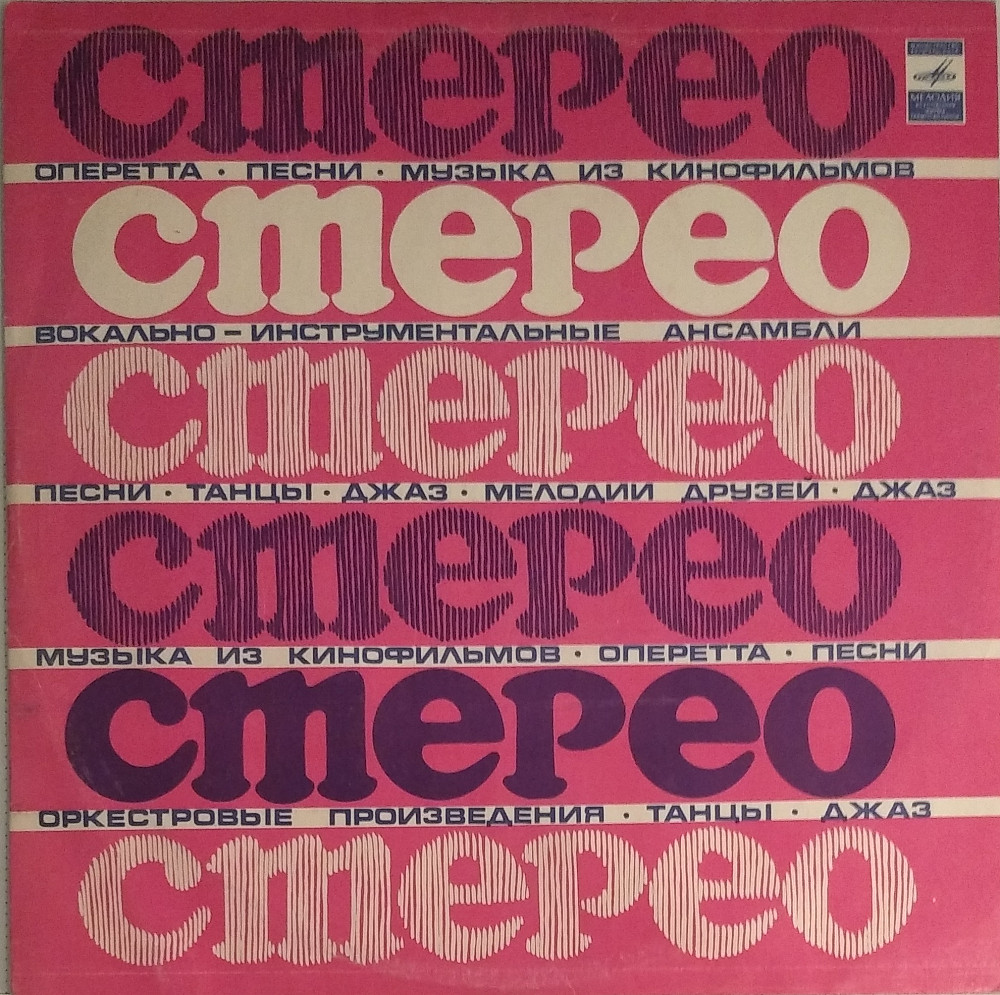 стерео
МЕЛОДИЯ
ОПЕРЕТТА · ПЕСНИ · МУЗЫКА ИЗ КИНОФИЛЬМОВ
стерео
ВОКАЛЬНО – ИНСТРУМЕНТАЛЬНЫЕ АНСАМБЛИ
стерео
ПЕСНИ · ТАНЦЫ · ДЖАЗ · МЕЛОДИИ ДРУЗЕЙ · ДЖАЗ
стерео
МУЗЫКА ИЗ КИНОФИЛЬМОВ · ОПЕРЕТТА · ПЕСНИ
стерео
ОРКЕСТРОВЫЕ ПРОИЗВЕДЕНИЯ · ТАНЦЫ · ДЖАЗ
стерео